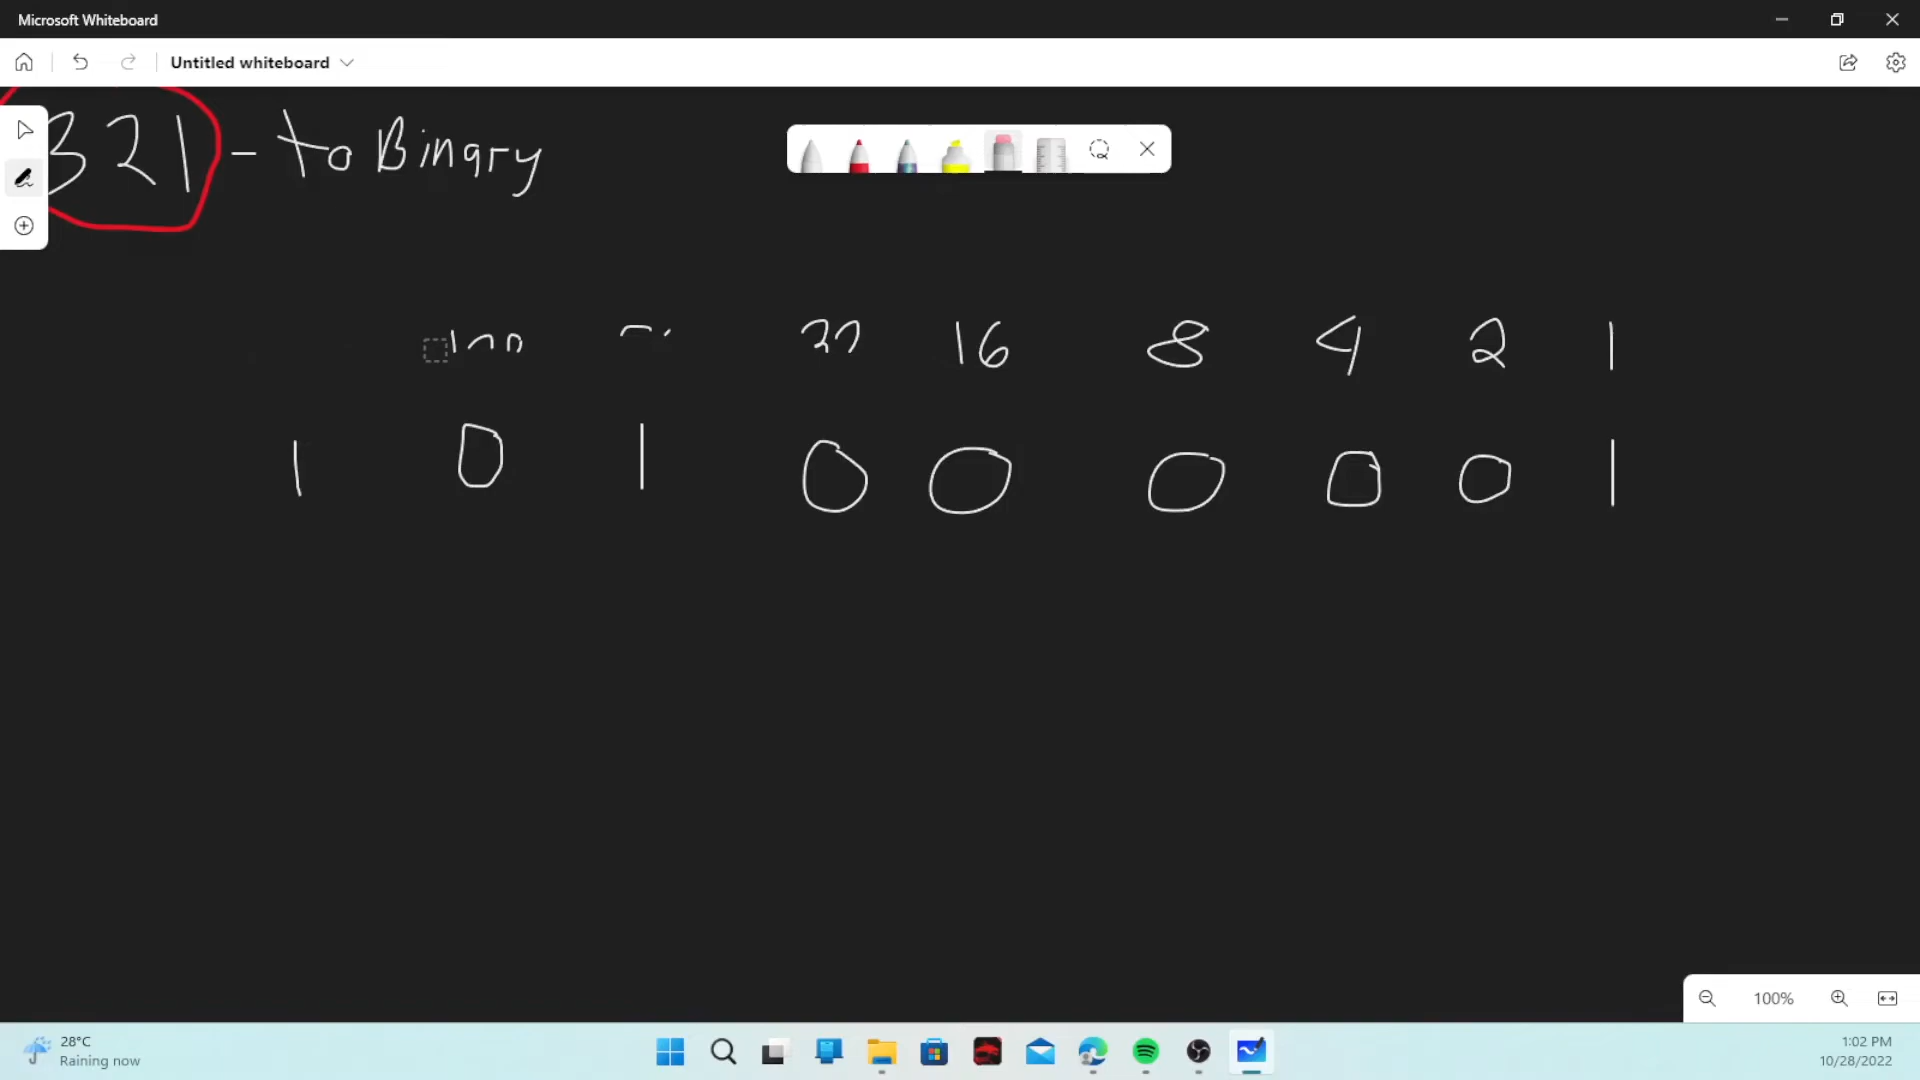 Microsoft Whiteboard
Untitled whiteboard
321 - to Binary
16 8 4 2 1
1 0 1 0 0 0 0 0 1
100%
28°C
Raining now
1:02 PM
10/28/2022